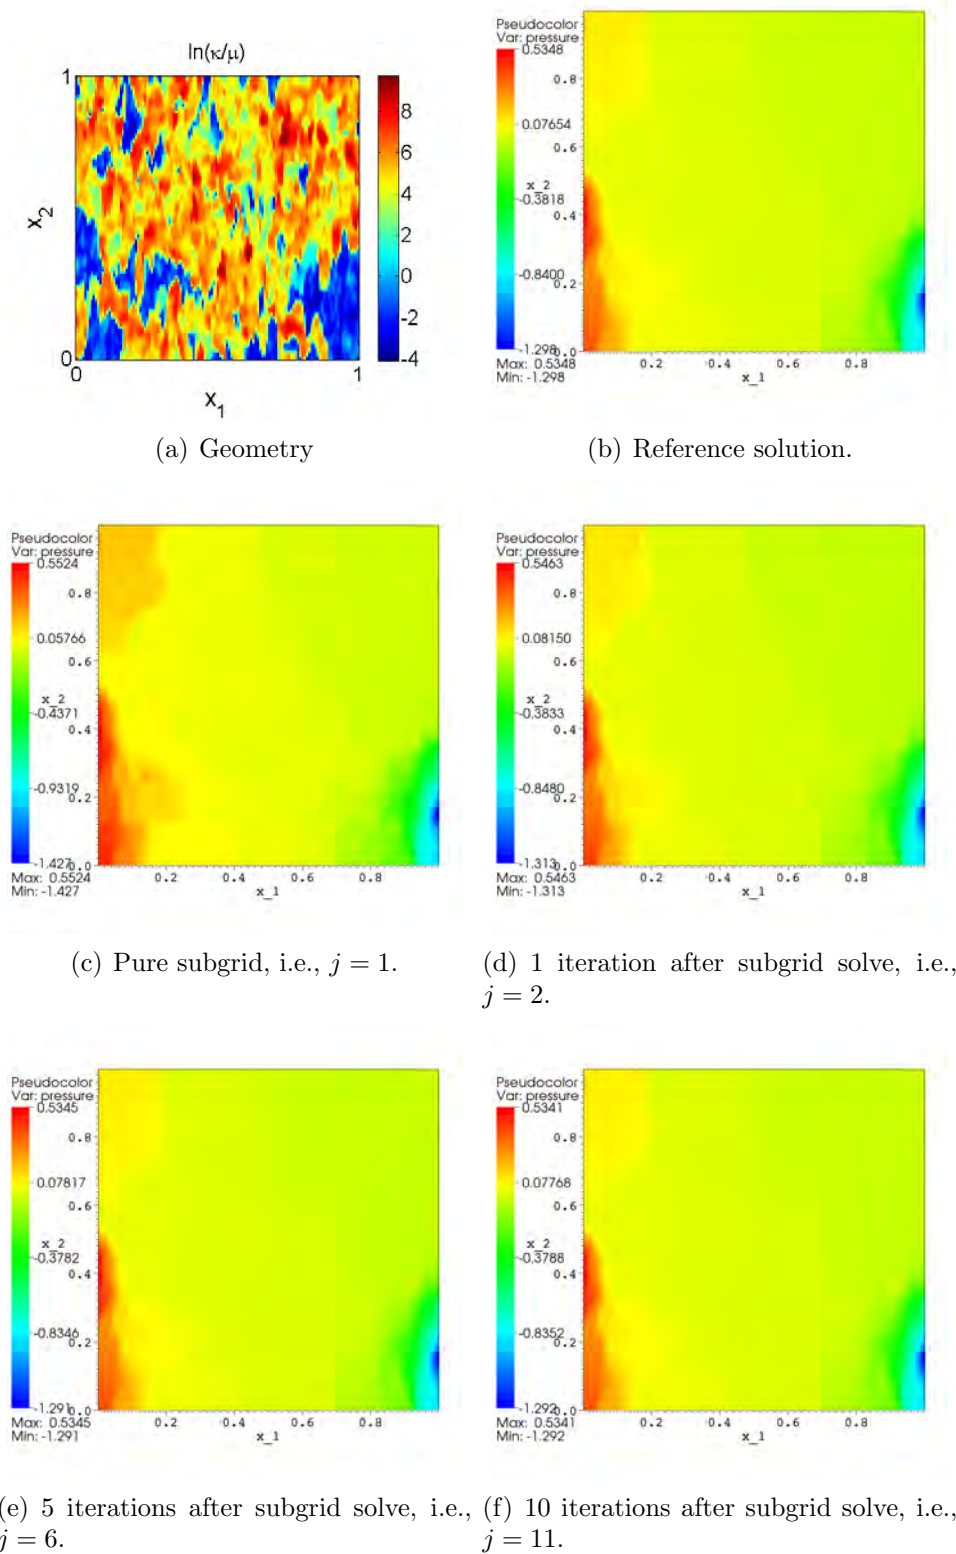 ln(κ/μ)
1
x_2
0
0
1
x_1
8
6
4
2
0
-2
-4
(a) Geometry
Pseudocolor
Var: pressure
0.5348
0.07654
-0.3818
-0.8400
-1.298
Max: 0.5348
Min: -1.298
x_2
0.8
0.6
0.4
0.2
0.0
0.2 0.4 0.6 0.8
x_1
(b) Reference solution.
Pseudocolor
Var: pressure
0.5524
0.05766
-0.4371
-0.9319
-1.427
Max: 0.5524
Min: -1.427
x_2
0.8
0.6
0.4
0.2
0.0
0.2 0.4 0.6 0.8
x_1
(c) Pure subgrid, i.e., j = 1.
Pseudocolor
Var: pressure
0.5463
0.08150
-0.3833
-0.8480
-1.313
Max: 0.5463
Min: -1.313
x_2
0.8
0.6
0.4
0.2
0.0
0.2 0.4 0.6 0.8
x_1
(d) 1 iteration after subgrid solve, i.e.,
j = 2.
Pseudocolor
Var: pressure
0.5345
0.07817
-0.3782
-0.8346
-1.291
Max: 0.5345
Min: -1.291
x_2
0.8
0.6
0.4
0.2
0.0
0.2 0.4 0.6 0.8
x_1
(e) 5 iterations after subgrid solve, i.e.,
j = 6.
Pseudocolor
Var: pressure
0.5341
0.07768
-0.3788
-0.8352
-1.292
Max: 0.5341
Min: -1.292
x_2
0.8
0.6
0.4
0.2
0.0
0.2 0.4 0.6 0.8
x_1
(f) 10 iterations after subgrid solve, i.e.,
j = 11.